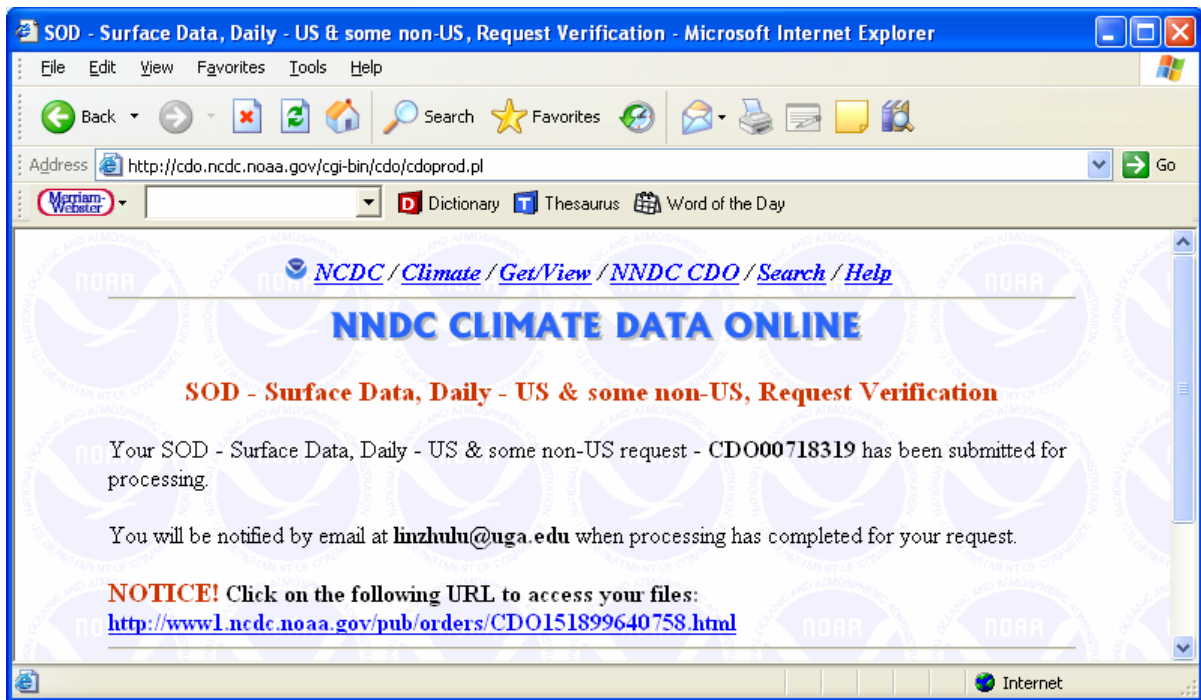 SOD - Surface Data, Daily - US & some non-US, Request Verification - Microsoft Internet Explorer
File Edit View Favorites Tools Help
Back Search Favorites
Address http://cdo.ncdc.noaa.gov/cgi-bin/cdo/cdoprod.pl Go
Merriam-Webster Dictionary Thesaurus Word of the Day
NCDC / Climate / Get/View / NNDC CDO / Search / Help
NNDC CLIMATE DATA ONLINE
SOD - Surface Data, Daily - US & some non-US, Request Verification
Your SOD - Surface Data, Daily - US & some non-US request - CDO00718319 has been submitted for
processing.
You will be notified by email at linzhulu@uga.edu when processing has completed for your request.
NOTICE! Click on the following URL to access your files:
http://www1.ncdc.noaa.gov/pub/orders/CDO151899640758.html
Internet